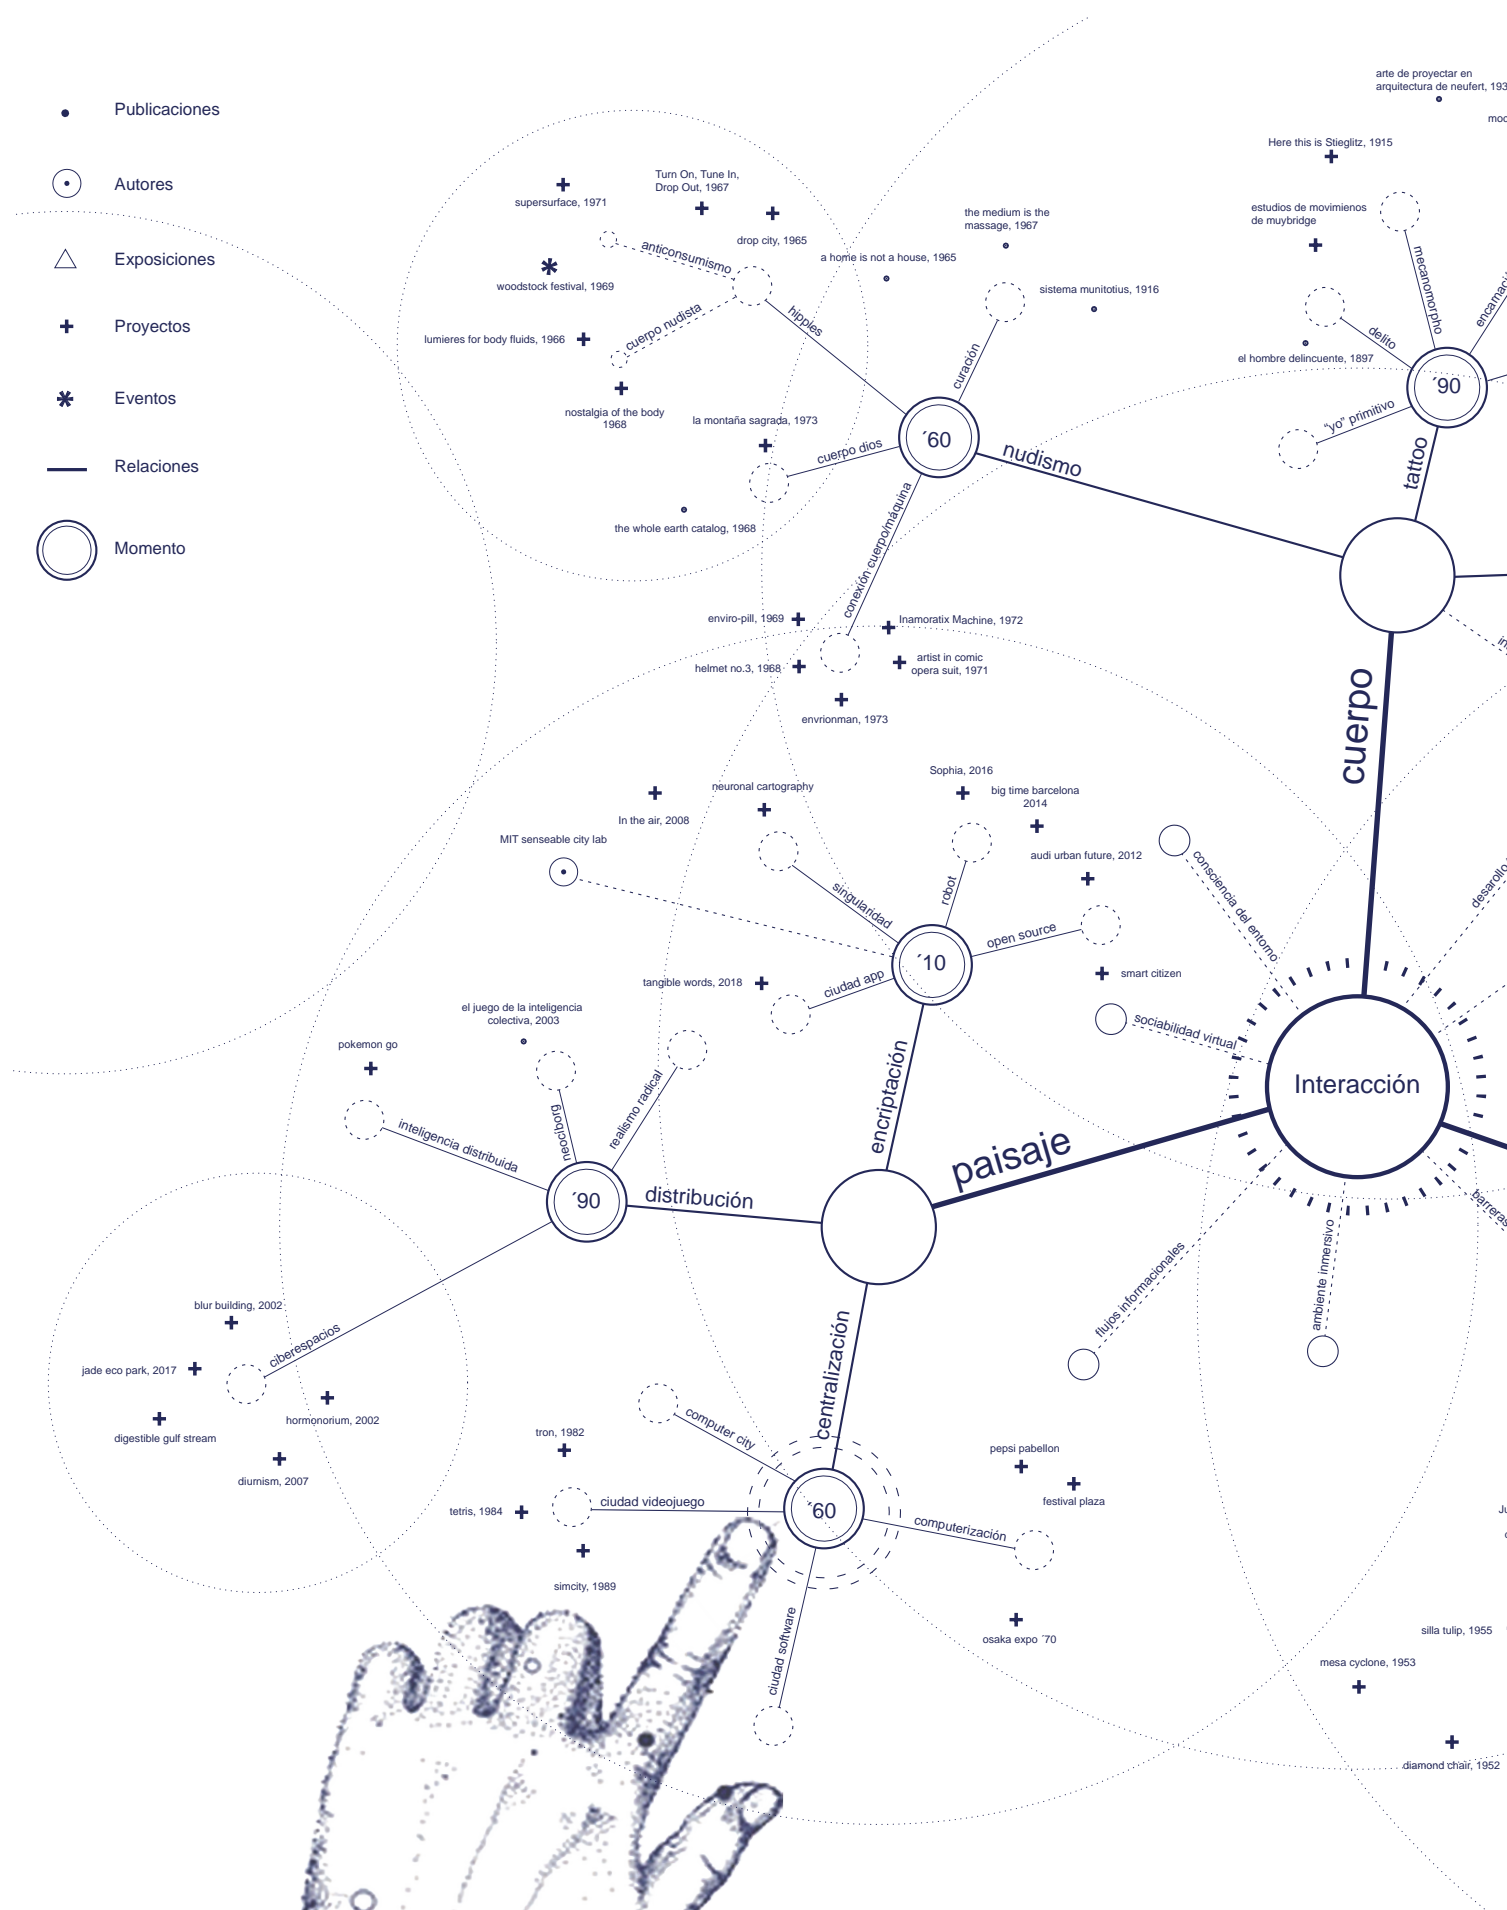 Publicaciones
Autores
Exposiciones
Proyectos
Eventos
Relaciones
Momento
arte de proyectar en
arquitectura de neufert, 193
Here this is Stieglitz, 1915
estudios de movimienos
de muybridge
mecanomorpho
delito
el hombre delincuente, 1897
´90
“yo” primitivo
tattoo
supersurface, 1971
Turn On, Tune In,
Drop Out, 1967
drop city, 1965
anticonsumismo
woodstock festival, 1969
cuerpo nudista
lumieres for body fluids, 1966
nostalgia of the body
1968
hippies
a home is not a house, 1965
the medium is the
massage, 1967
sistema munitotius, 1916
curación
´60
nudismo
la montaña sagrada, 1973
cuerpo dios
the whole earth catalog, 1968
conexión cuerpo/máquina
enviro-pill, 1969
Inamoratix Machine, 1972
helmet no.3, 1968
artist in comic
opera suit, 1971
envrionman, 1973
cuerpo
neuronal cartography
In the air, 2008
MIT senseable city lab
Sophia, 2016
big time barcelona
2014
audi urban future, 2012
singularidad
robot
open source
´10
smart citizen
ciudad app
tangible words, 2018
consciencia del entorno
sociabilidad virtual
Interacción
el juego de la inteligencia
colectiva, 2003
pokemon go
inteligencia distribuida
neociborg
realismo radical
encriptación
paisaje
´90
distribución
ciberespacios
blur building, 2002
jade eco park, 2017
digestible gulf stream
hormonorium, 2002
diurnism, 2007
flujos informacionales
ambiente inmersivo
barreras
centralización
computer city
tron, 1982
tetris, 1984
ciudad videojuego
simcity, 1989
´60
computerización
pepsi pabellon
festival plaza
osaka expo ´70
ciudad software
silla tulip, 1955
mesa cyclone, 1953
diamond chair, 1952